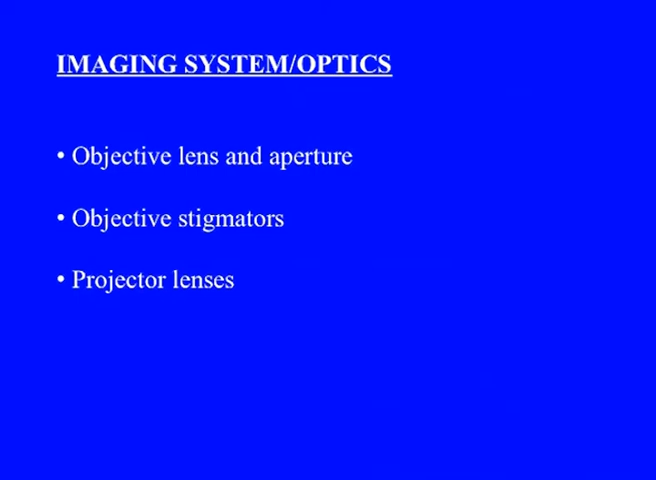 IMAGING SYSTEM/OPTICS
• Objective lens and aperture
• Objective stigmators
• Projector lenses